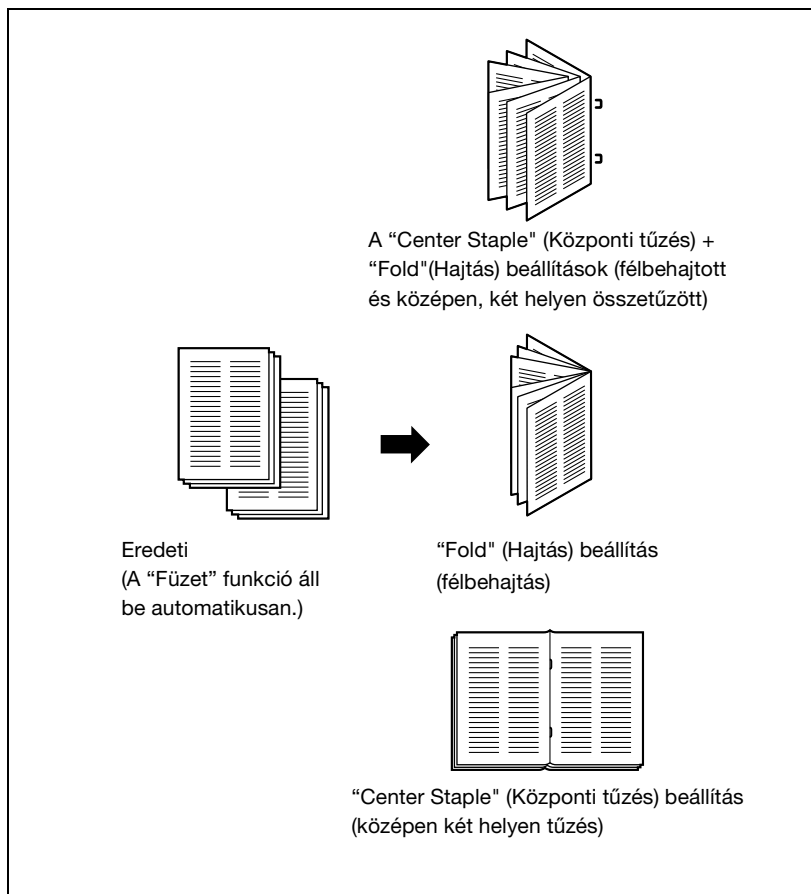 A “Center Staple" (Központi tűzés) +
“Fold"(Hajtás) beállítások (félbehajtott
és középen, két helyen összetűzött)
Eredeti
(A “Füzet” funkció áll
be automatikusan.)
“Fold" (Hajtás) beállítás
(félbehajtás)
“Center Staple" (Központi tűzés) beállítás
(középen két helyen tűzés)